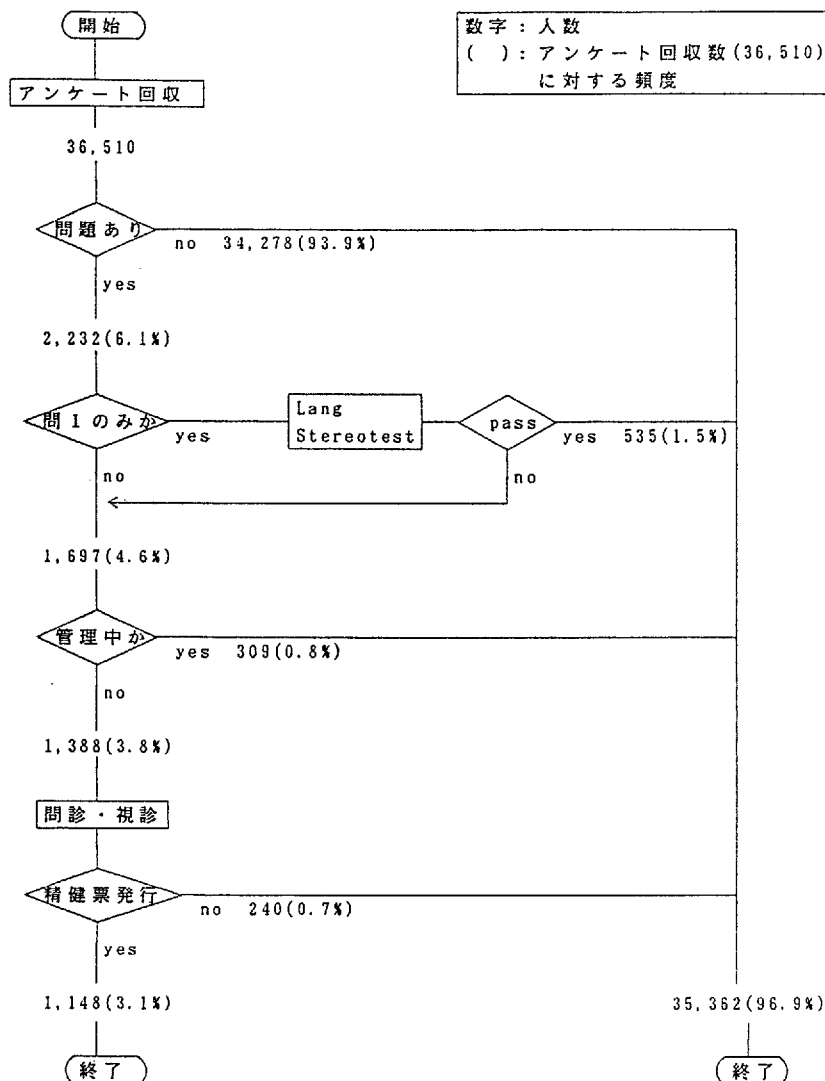 開始
数字：人数
( )：アンケート回収数(36,510)
に対する頻度
アンケート回収
36,510
問題あり
no 34,278(93.9%)
yes
2,232(6.1%)
問Iのみか
yes
Lang
Stereotest
pass
yes 535(1.5%)
no
no
1,697(4.6%)
管理中か
yes 309(0.8%)
no
1,388(3.8%)
問診・視診
精健票発行
no 240(0.7%)
yes
1,148(3.1%)
35,362(96.9%)
終了
終了